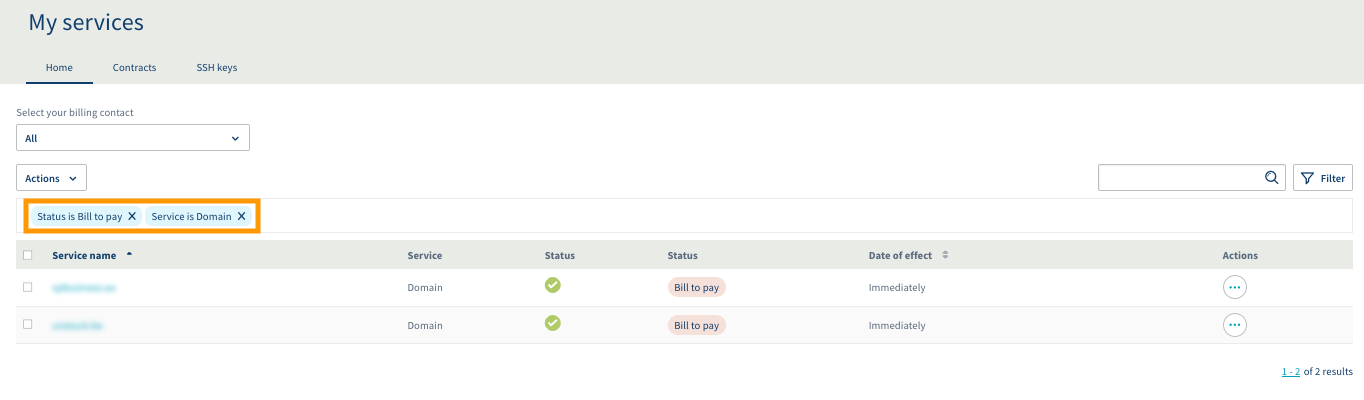 My services
Home Contracts SSH keys
Select your billing contact
All
Actions Filter
Status is Bill to pay X Service is Domain X
Service name Service Status Status Date of effect Actions
Domain Bill to pay Immediately
Domain Bill to pay Immediately
1 - 2 of 2 results